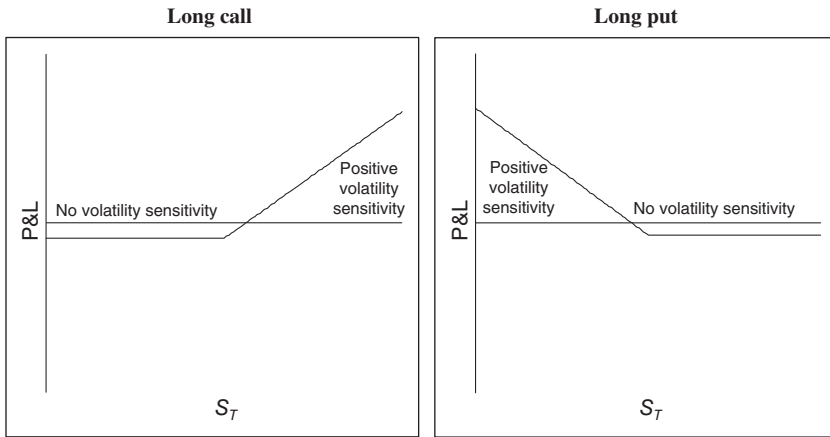 Long call
P&L
No volatility sensitivity
Positive
volatility
sensitivity
S_T
Long put
P&L
Positive
volatility
sensitivity
No volatility sensitivity
S_T